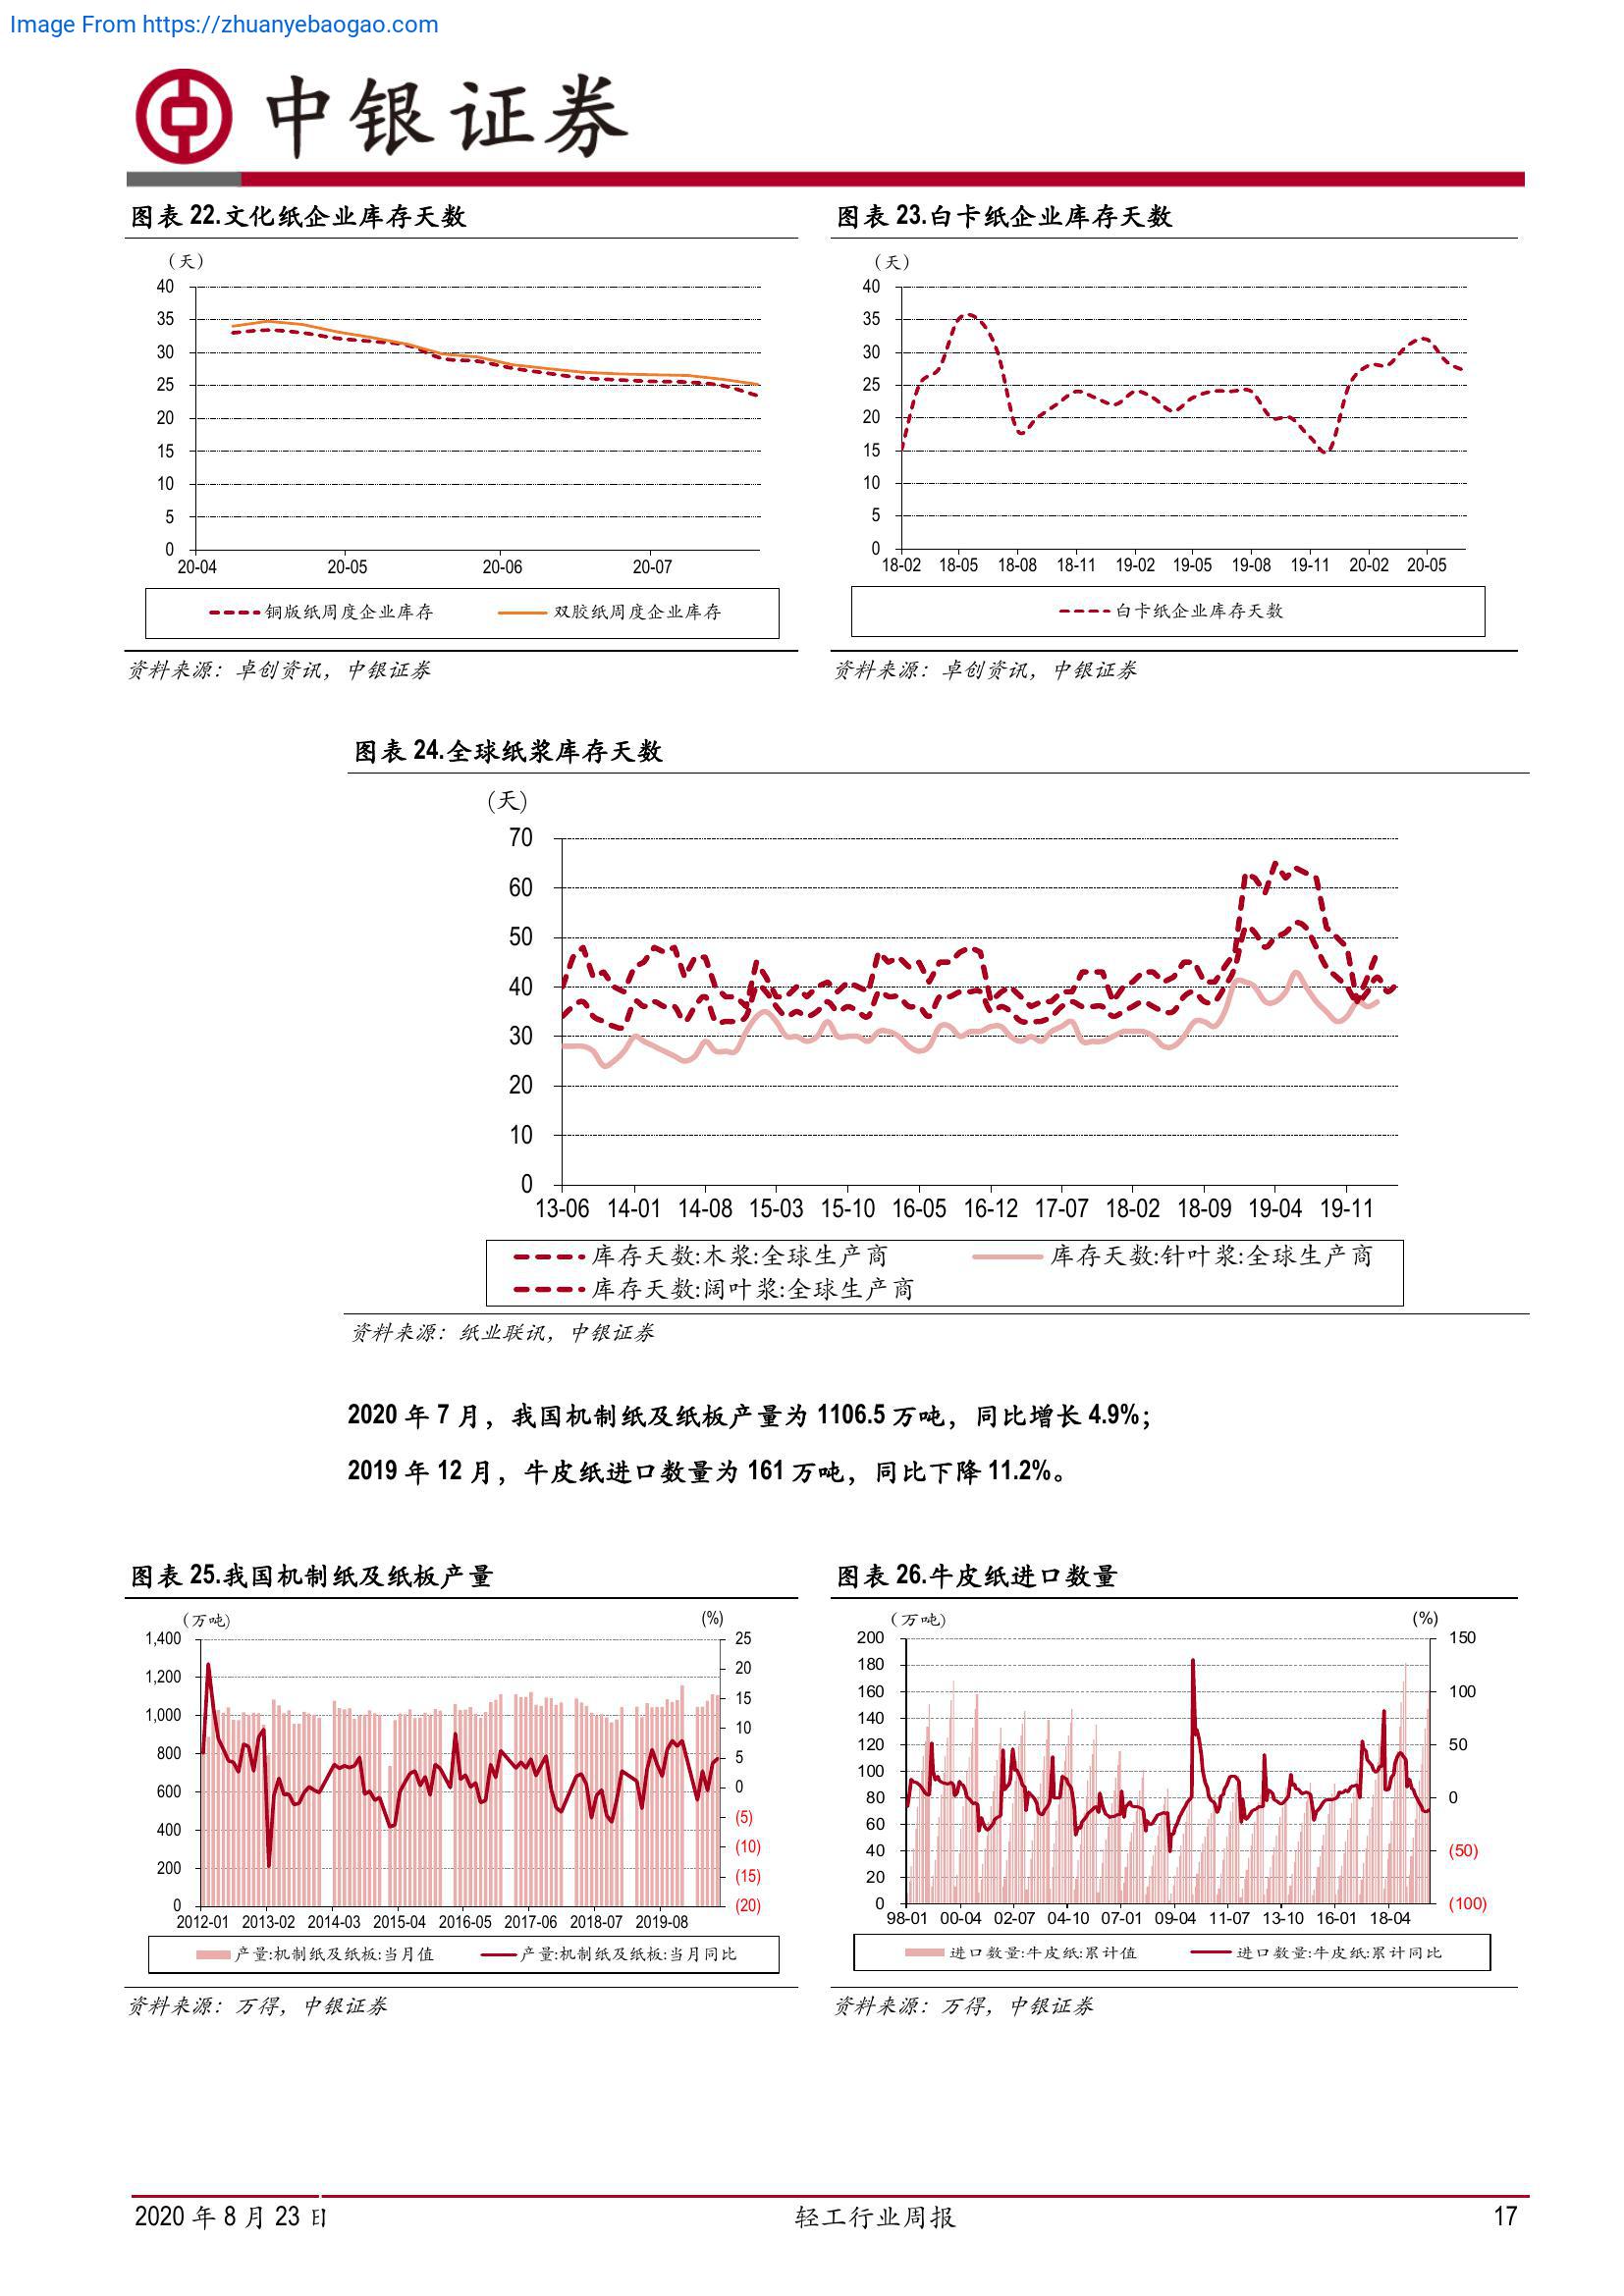 Image From https://zhuanyebaogao.com
中银证券
图表 22.文化纸企业库存天数
（天）
40
35
30
25
20
15
10
5
0
20-04 20-05 20-06 20-07
铜版纸周度企业库存 双胶纸周度企业库存
资料来源：卓创资讯，中银证券
图表 23.白卡纸企业库存天数
（天）
40
35
30
25
20
15
10
5
0
18-02 18-05 18-08 18-11 19-02 19-05 19-08 19-11 20-02 20-05
白卡纸企业库存天数
资料来源：卓创资讯，中银证券
图表 24.全球纸浆库存天数
(天)
70
60
50
40
30
20
10
0
13-06 14-01 14-08 15-03 15-10 16-05 16-12 17-07 18-02 18-09 19-04 19-11
库存天数:木浆:全球生产商 库存天数:针叶浆:全球生产商
库存天数:阔叶浆:全球生产商
资料来源：纸业联讯，中银证券
2020 年 7 月，我国机制纸及纸板产量为 1106.5 万吨，同比增长 4.9%；
2019 年 12 月，牛皮纸进口数量为 161 万吨，同比下降 11.2%。
图表 25.我国机制纸及纸板产量
（万吨） (%)
1,400 25
1,200 20
1,000 15
800 10
600 5
400 0
200 (5)
0 (10)
(15)
(20)
2012-01 2013-02 2014-03 2015-04 2016-05 2017-06 2018-07 2019-08
产量:机制纸及纸板:当月值 产量:机制纸及纸板:当月同比
资料来源：万得，中银证券
图表 26.牛皮纸进口数量
（万吨） (%)
200 150
180
160 100
140
120 50
100
80 0
60
40 (50)
20
0 (100)
98-01 00-04 02-07 04-10 07-01 09-04 11-07 13-10 16-01 18-04
进口数量:牛皮纸:累计值 进口数量:牛皮纸:累计同比
资料来源：万得，中银证券
2020 年 8 月 23 日 轻工行业周报 17